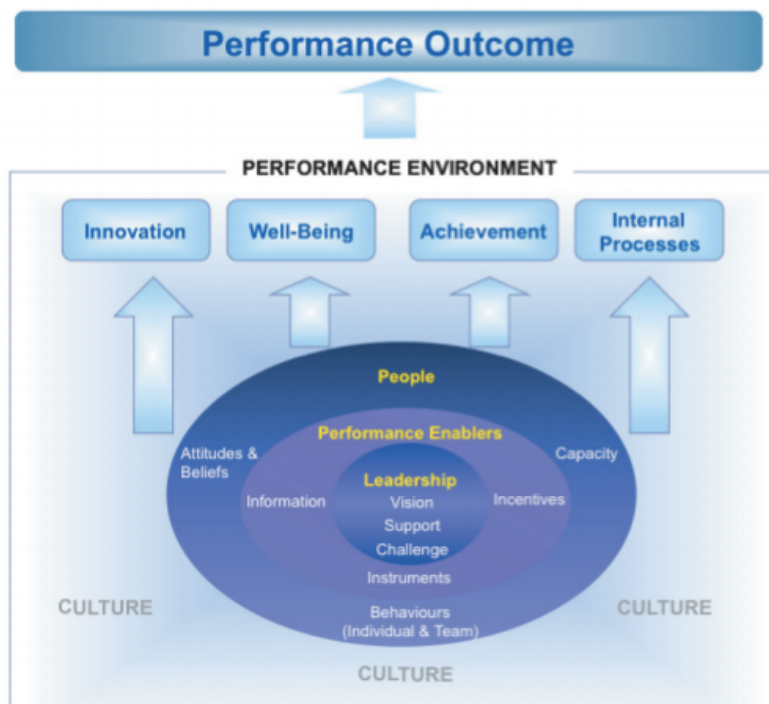 Performance Outcome
PERFORMANCE ENVIRONMENT
Innovation
Well-Being
Achievement
Internal
Processes
People
Performance Enablers
Attitudes &
Beliefs
Capacity
Leadership
Information
Vision
Incentives
Support
Challenge
Instruments
CULTURE
Behaviours
(Individual & Team)
CULTURE
CULTURE